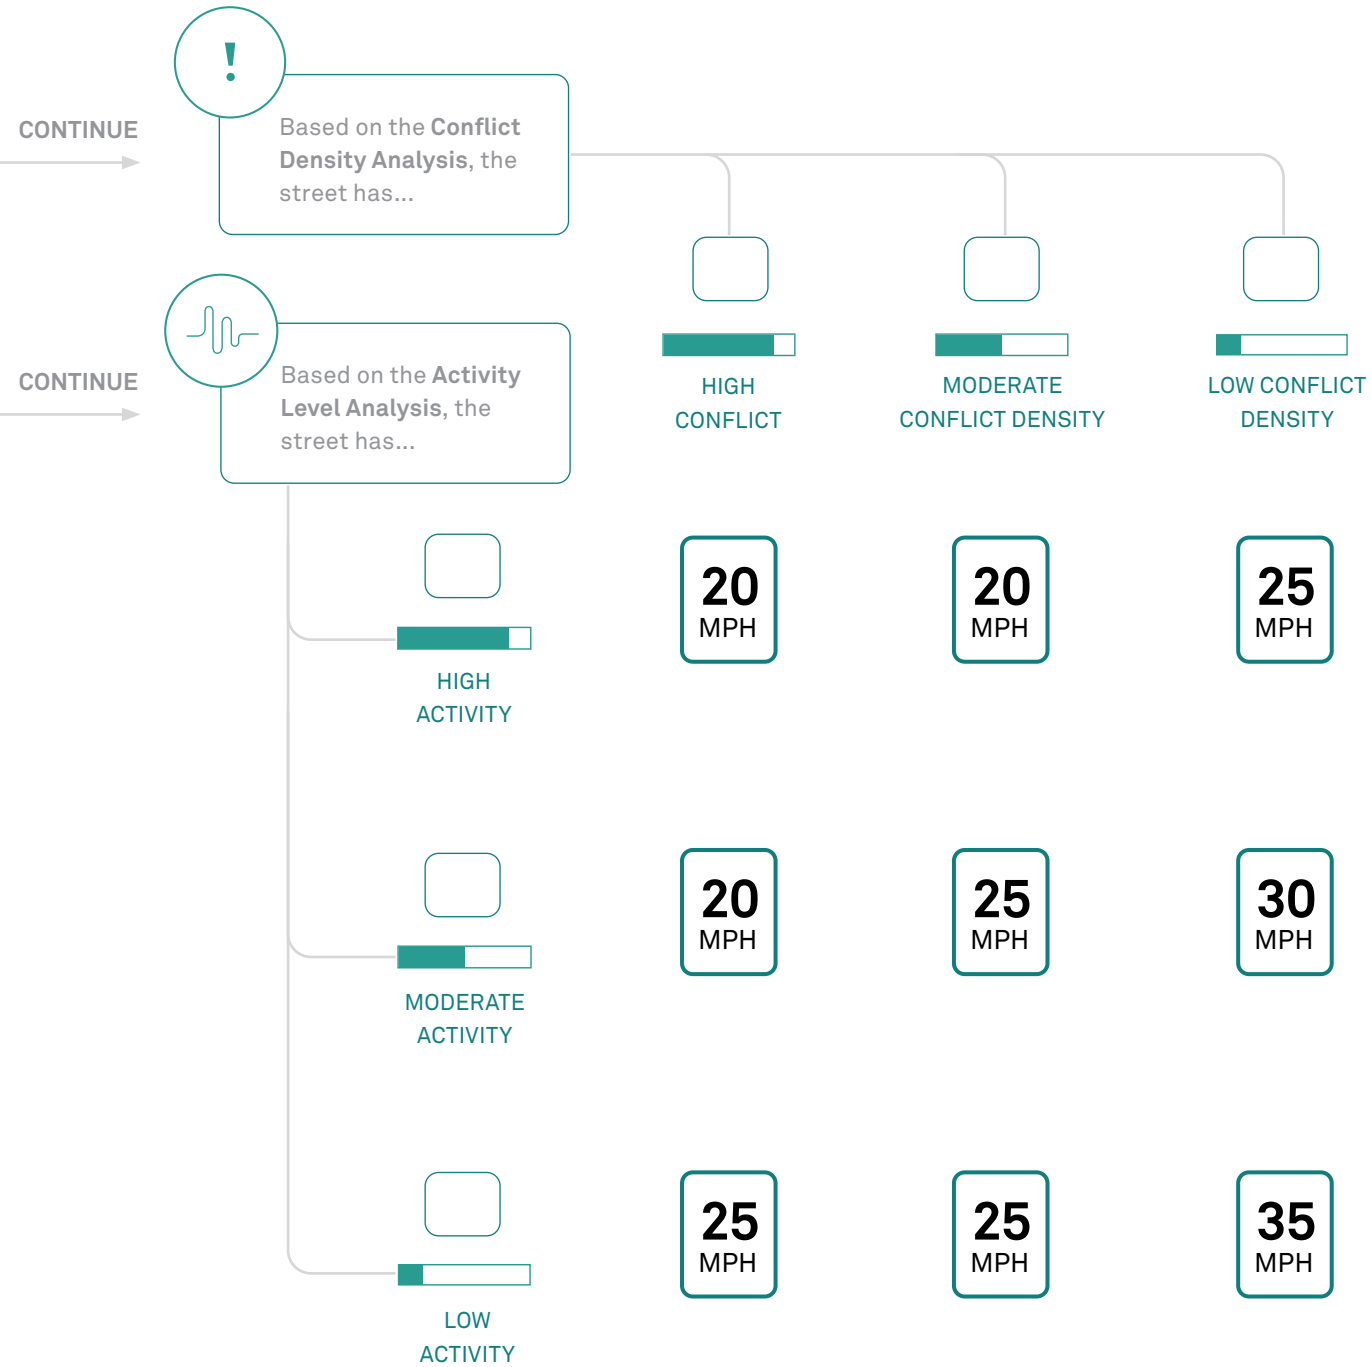 !
CONTINUE
Based on the Conflict
Density Analysis, the
street has...
CONTINUE
Based on the Activity
Level Analysis, the
street has...
HIGH
CONFLICT
MODERATE
CONFLICT DENSITY
LOW CONFLICT
DENSITY
HIGH
ACTIVITY
20
MPH
20
MPH
25
MPH
MODERATE
ACTIVITY
20
MPH
25
MPH
30
MPH
LOW
ACTIVITY
25
MPH
25
MPH
35
MPH